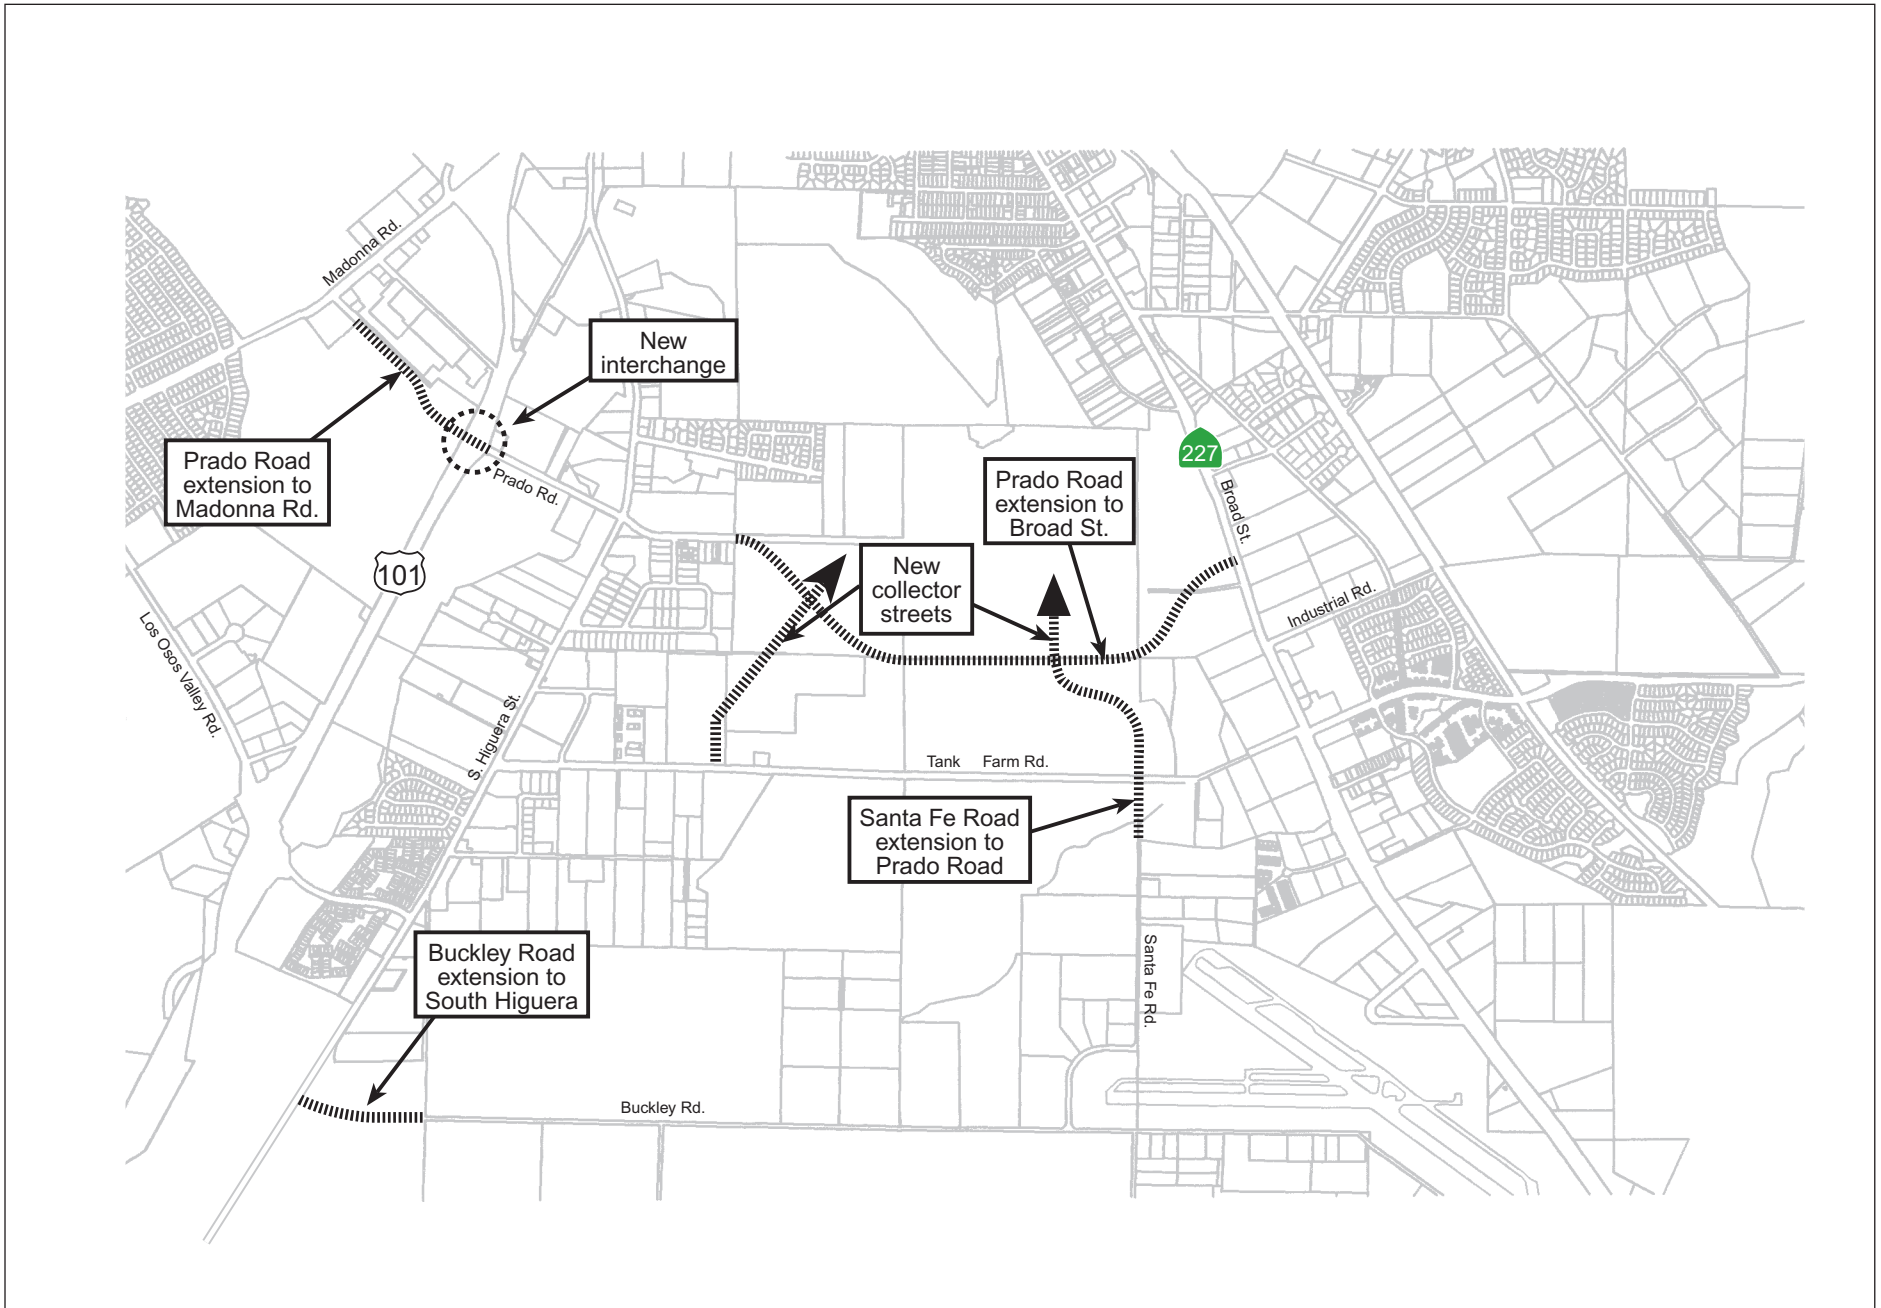 Madonna Rd.
New
interchange
Prado Road
extension to
Madonna Rd.
Prado Rd.
101
227
Broad St.
Prado Road
extension to
Broad St.
New
collector
streets
Industrial Rd.
Los Osos Valley Rd.
S. Higuera St.
Tank Farm Rd.
Santa Fe Road
extension to
Prado Road
Buckley Road
extension to
South Higuera
Santa Fe Rd.
Buckley Rd.